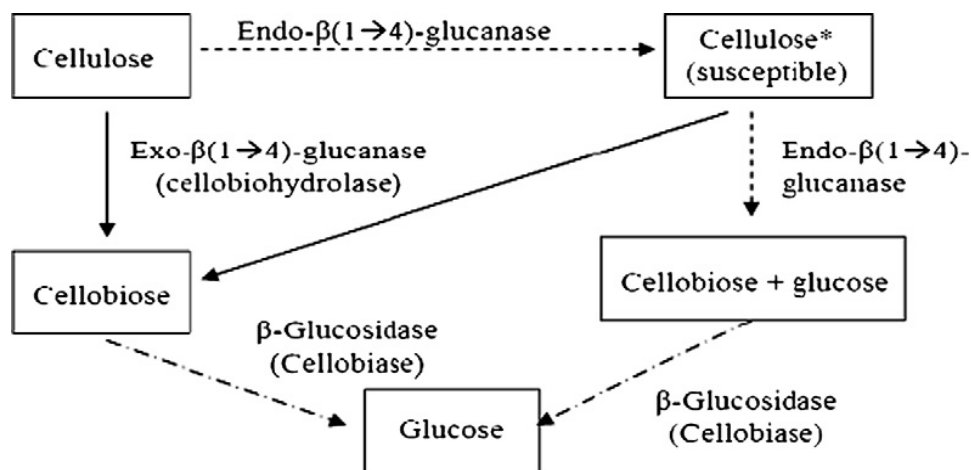 Endo-β(1→4)-glucanase
Cellulose
Cellulose*
(susceptible)
Exo-β(1→4)-glucanase
(cellobiohydrolase)
Endo-β(1→4)-
glucanase
Cellobiose
Cellobiose + glucose
β-Glucosidase
(Cellobiase)
Glucose
β-Glucosidase
(Cellobiase)